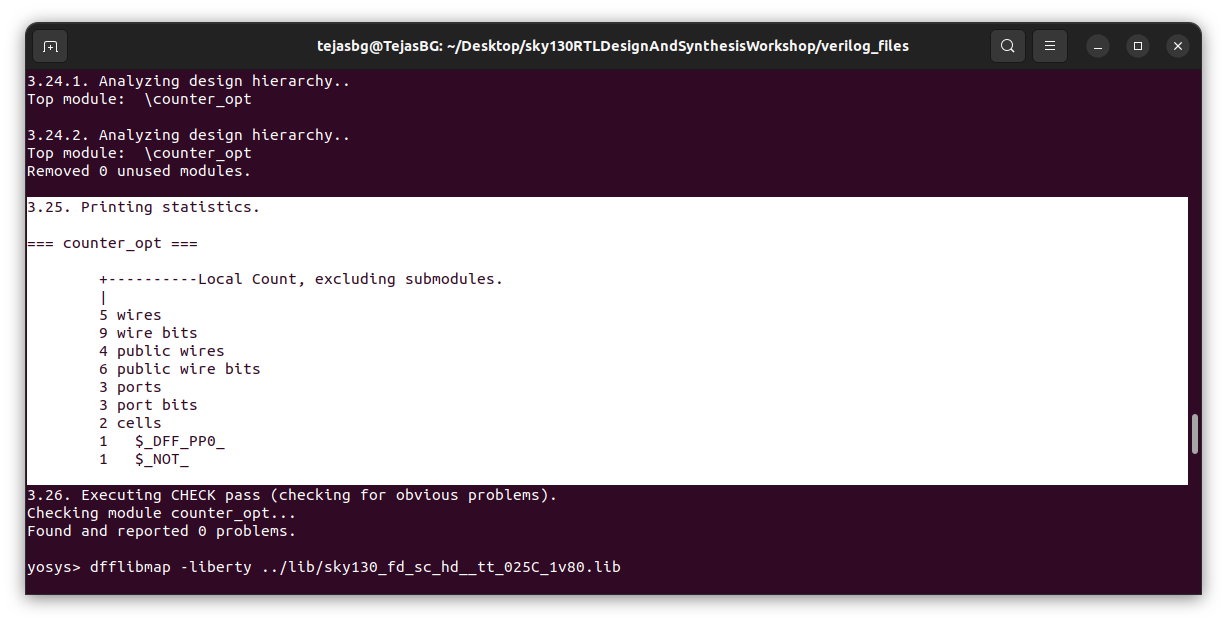 tejasbg@TejasBG: ~/Desktop/sky130RTLDesignAndSynthesisWorkshop/verilog_files
3.24.1. Analyzing design hierarchy..
Top module:  \counter_opt
3.24.2. Analyzing design hierarchy..
Top module:  \counter_opt
Removed 0 unused modules.
3.25. Printing statistics.
=== counter_opt ===
        +----------Local Count, excluding submodules.
        |
        5 wires
        9 wire bits
        4 public wires
        6 public wire bits
        3 ports
        3 port bits
        2 cells
        1   $_DFF_PP0_
        1   $_NOT_
3.26. Executing CHECK pass (checking for obvious problems).
Checking module counter_opt...
Found and reported 0 problems.
yosys> dfflibmap -liberty ../lib/sky130_fd_sc_hd__tt_025C_1v80.lib